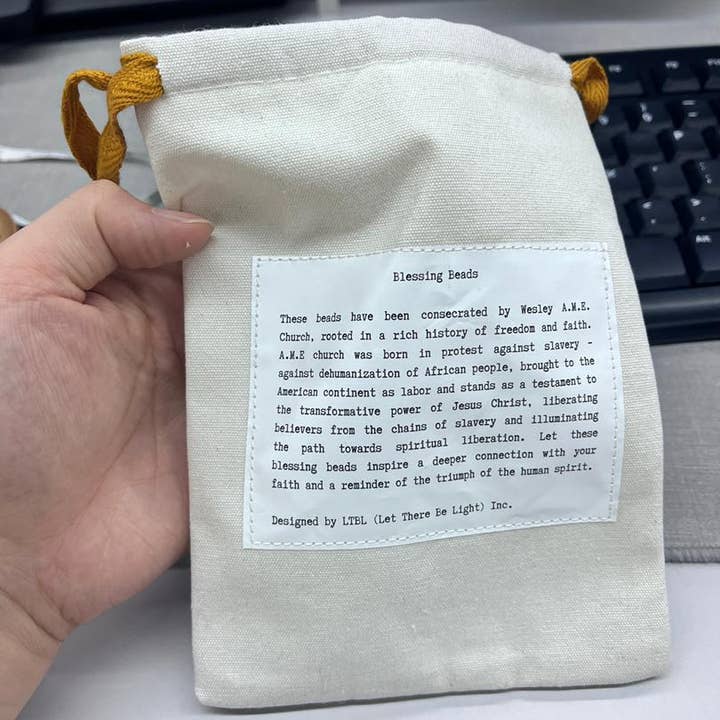 Blessing Beads
These beads have been consecrated by Wesley A.M.E.
Church, rooted in a rich history of freedom and faith.
A.M.E church was born in protest against slavery –
against dehumanization of African people, brought to the
American continent as labor and stands as a testament to
the transformative power of Jesus Christ, liberating
believers from the chains of slavery and illuminating
the path towards spiritual liberation. Let these
blessing beads inspire a deeper connection with your
faith and a reminder of the triumph of the human spirit.
Designed by LTBL (Let There Be Light) Inc.